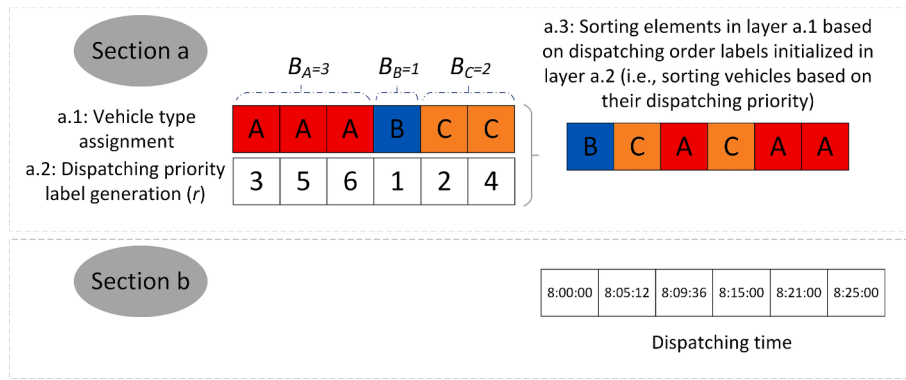 Section a
B_A=3 B_B=1 B_C=2
a.1: Vehicle type
assignment
A A A B C C
a.2: Dispatching priority
label generation (r)
3 5 6 1 2 4
a.3: Sorting elements in layer a.1 based
on dispatching order labels initialized in
layer a.2 (i.e., sorting vehicles based on
their dispatching priority)
B C A C A A
Section b
8:00:00 8:05:12 8:09:36 8:15:00 8:21:00 8:25:00
Dispatching time